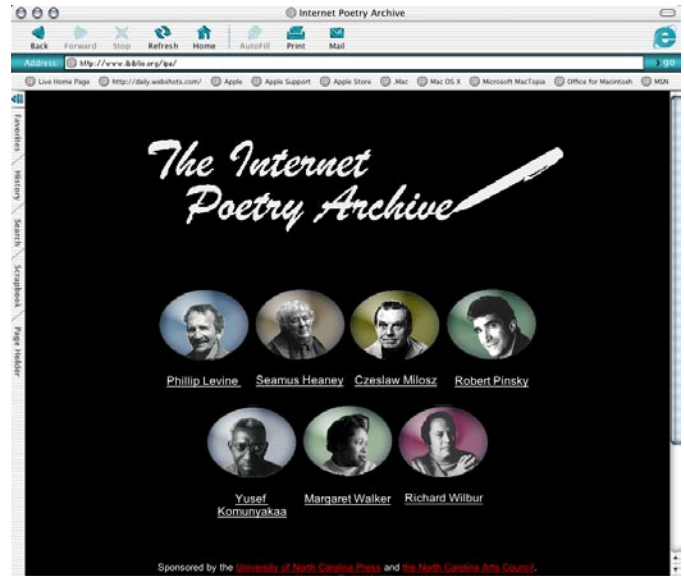 Internet Poetry Archive
Back Forward Stop Refresh Home AutoFill Print Mail
Address: http://www.ibiblio.org/ipa/ go
Live Home Page http://daily.webshots.com/ Apple Apple Support Apple Store .Mac Mac OS X Microsoft MacTopia Office for Macintosh MSN
Favorites
History
Search
Scrapbook
Page Holder
The Internet
Poetry Archive
Phillip Levine Seamus Heaney Czeslaw Milosz Robert Pinsky
Yusef Komunyakaa Margaret Walker Richard Wilbur
Sponsored by the University of North Carolina Press and the North Carolina Arts Council.